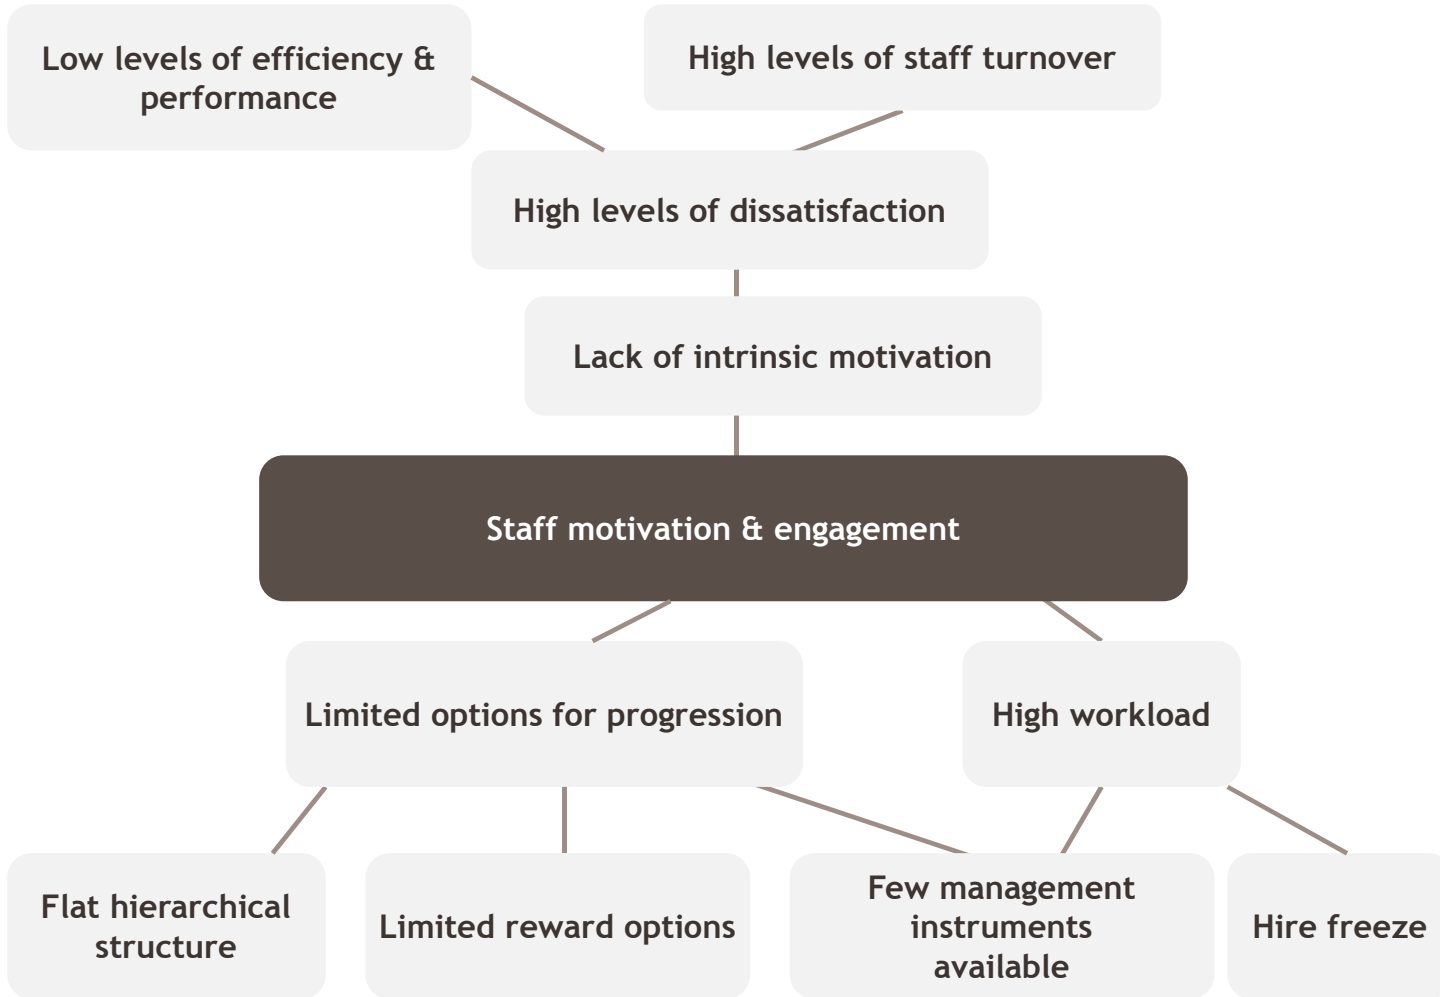 Low levels of efficiency &
performance
High levels of staff turnover
High levels of dissatisfaction
Lack of intrinsic motivation
Staff motivation & engagement
Limited options for progression
High workload
Flat hierarchical
structure
Limited reward options
Few management
instruments
available
Hire freeze